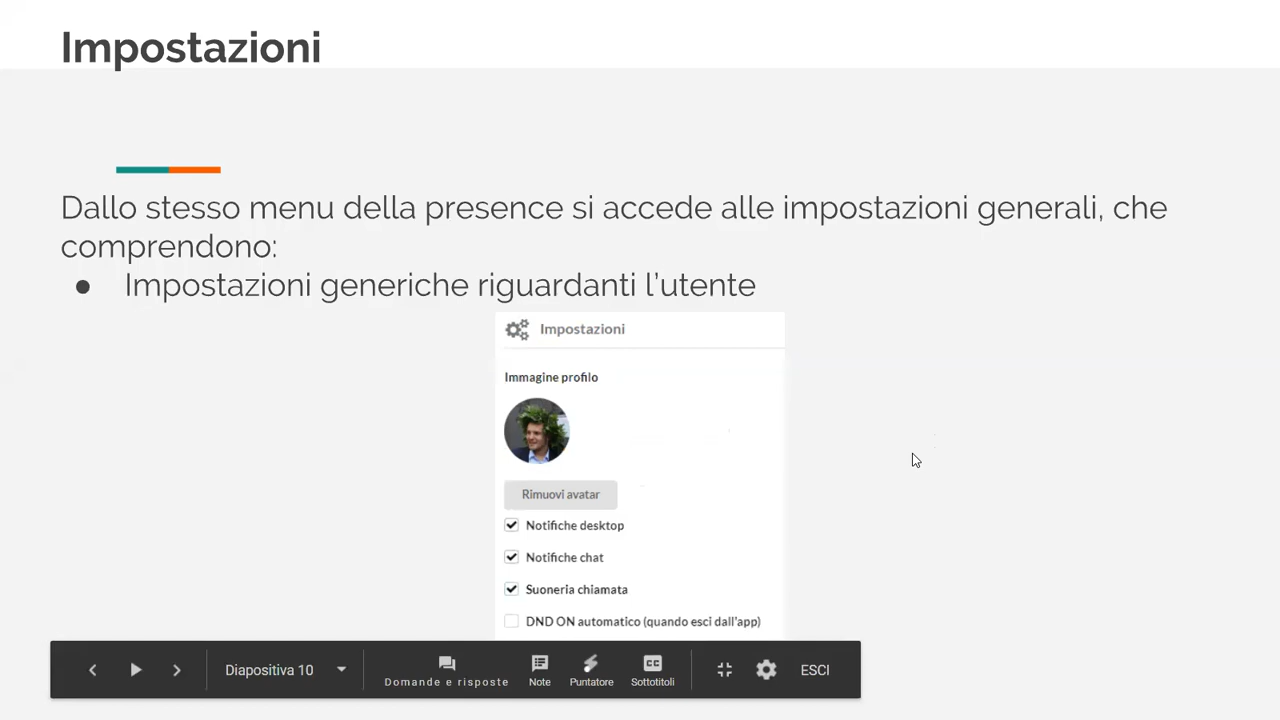 Impostazioni
Dallo stesso menu della presence si accede alle impostazioni generali, che
comprendono:
● Impostazioni generiche riguardanti l’utente
Impostazioni
Immagine profilo
Rimuovi avatar
Notifiche desktop
Notifiche chat
Suoneria chiamata
DND ON automatico (quando esci dall'app)
Diapositiva 10
Domande e risposte
Note
Puntatore
CC
Sottotitoli
ESCI